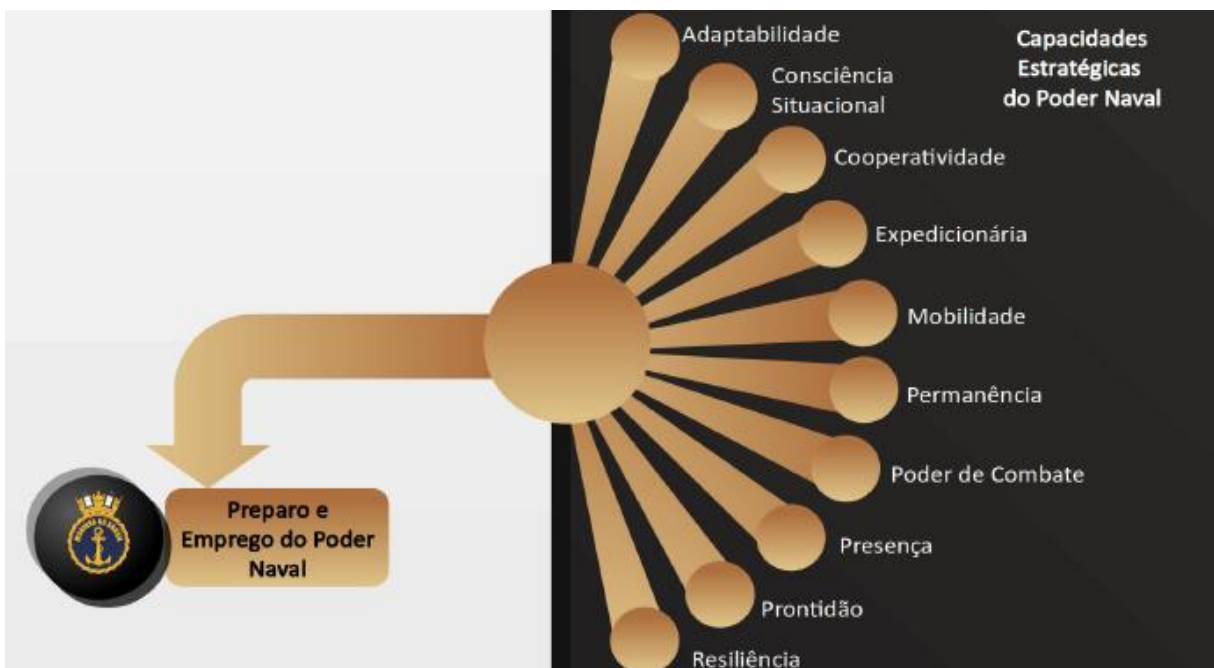 Capacidades
Estratégicas
do Poder Naval
Adaptabilidade
Consciência
Situacional
Cooperatividade
Expedicionária
Mobilidade
Permanência
Poder de Combate
Presença
Prontidão
Resiliência
Preparo e
Emprego do Poder
Naval